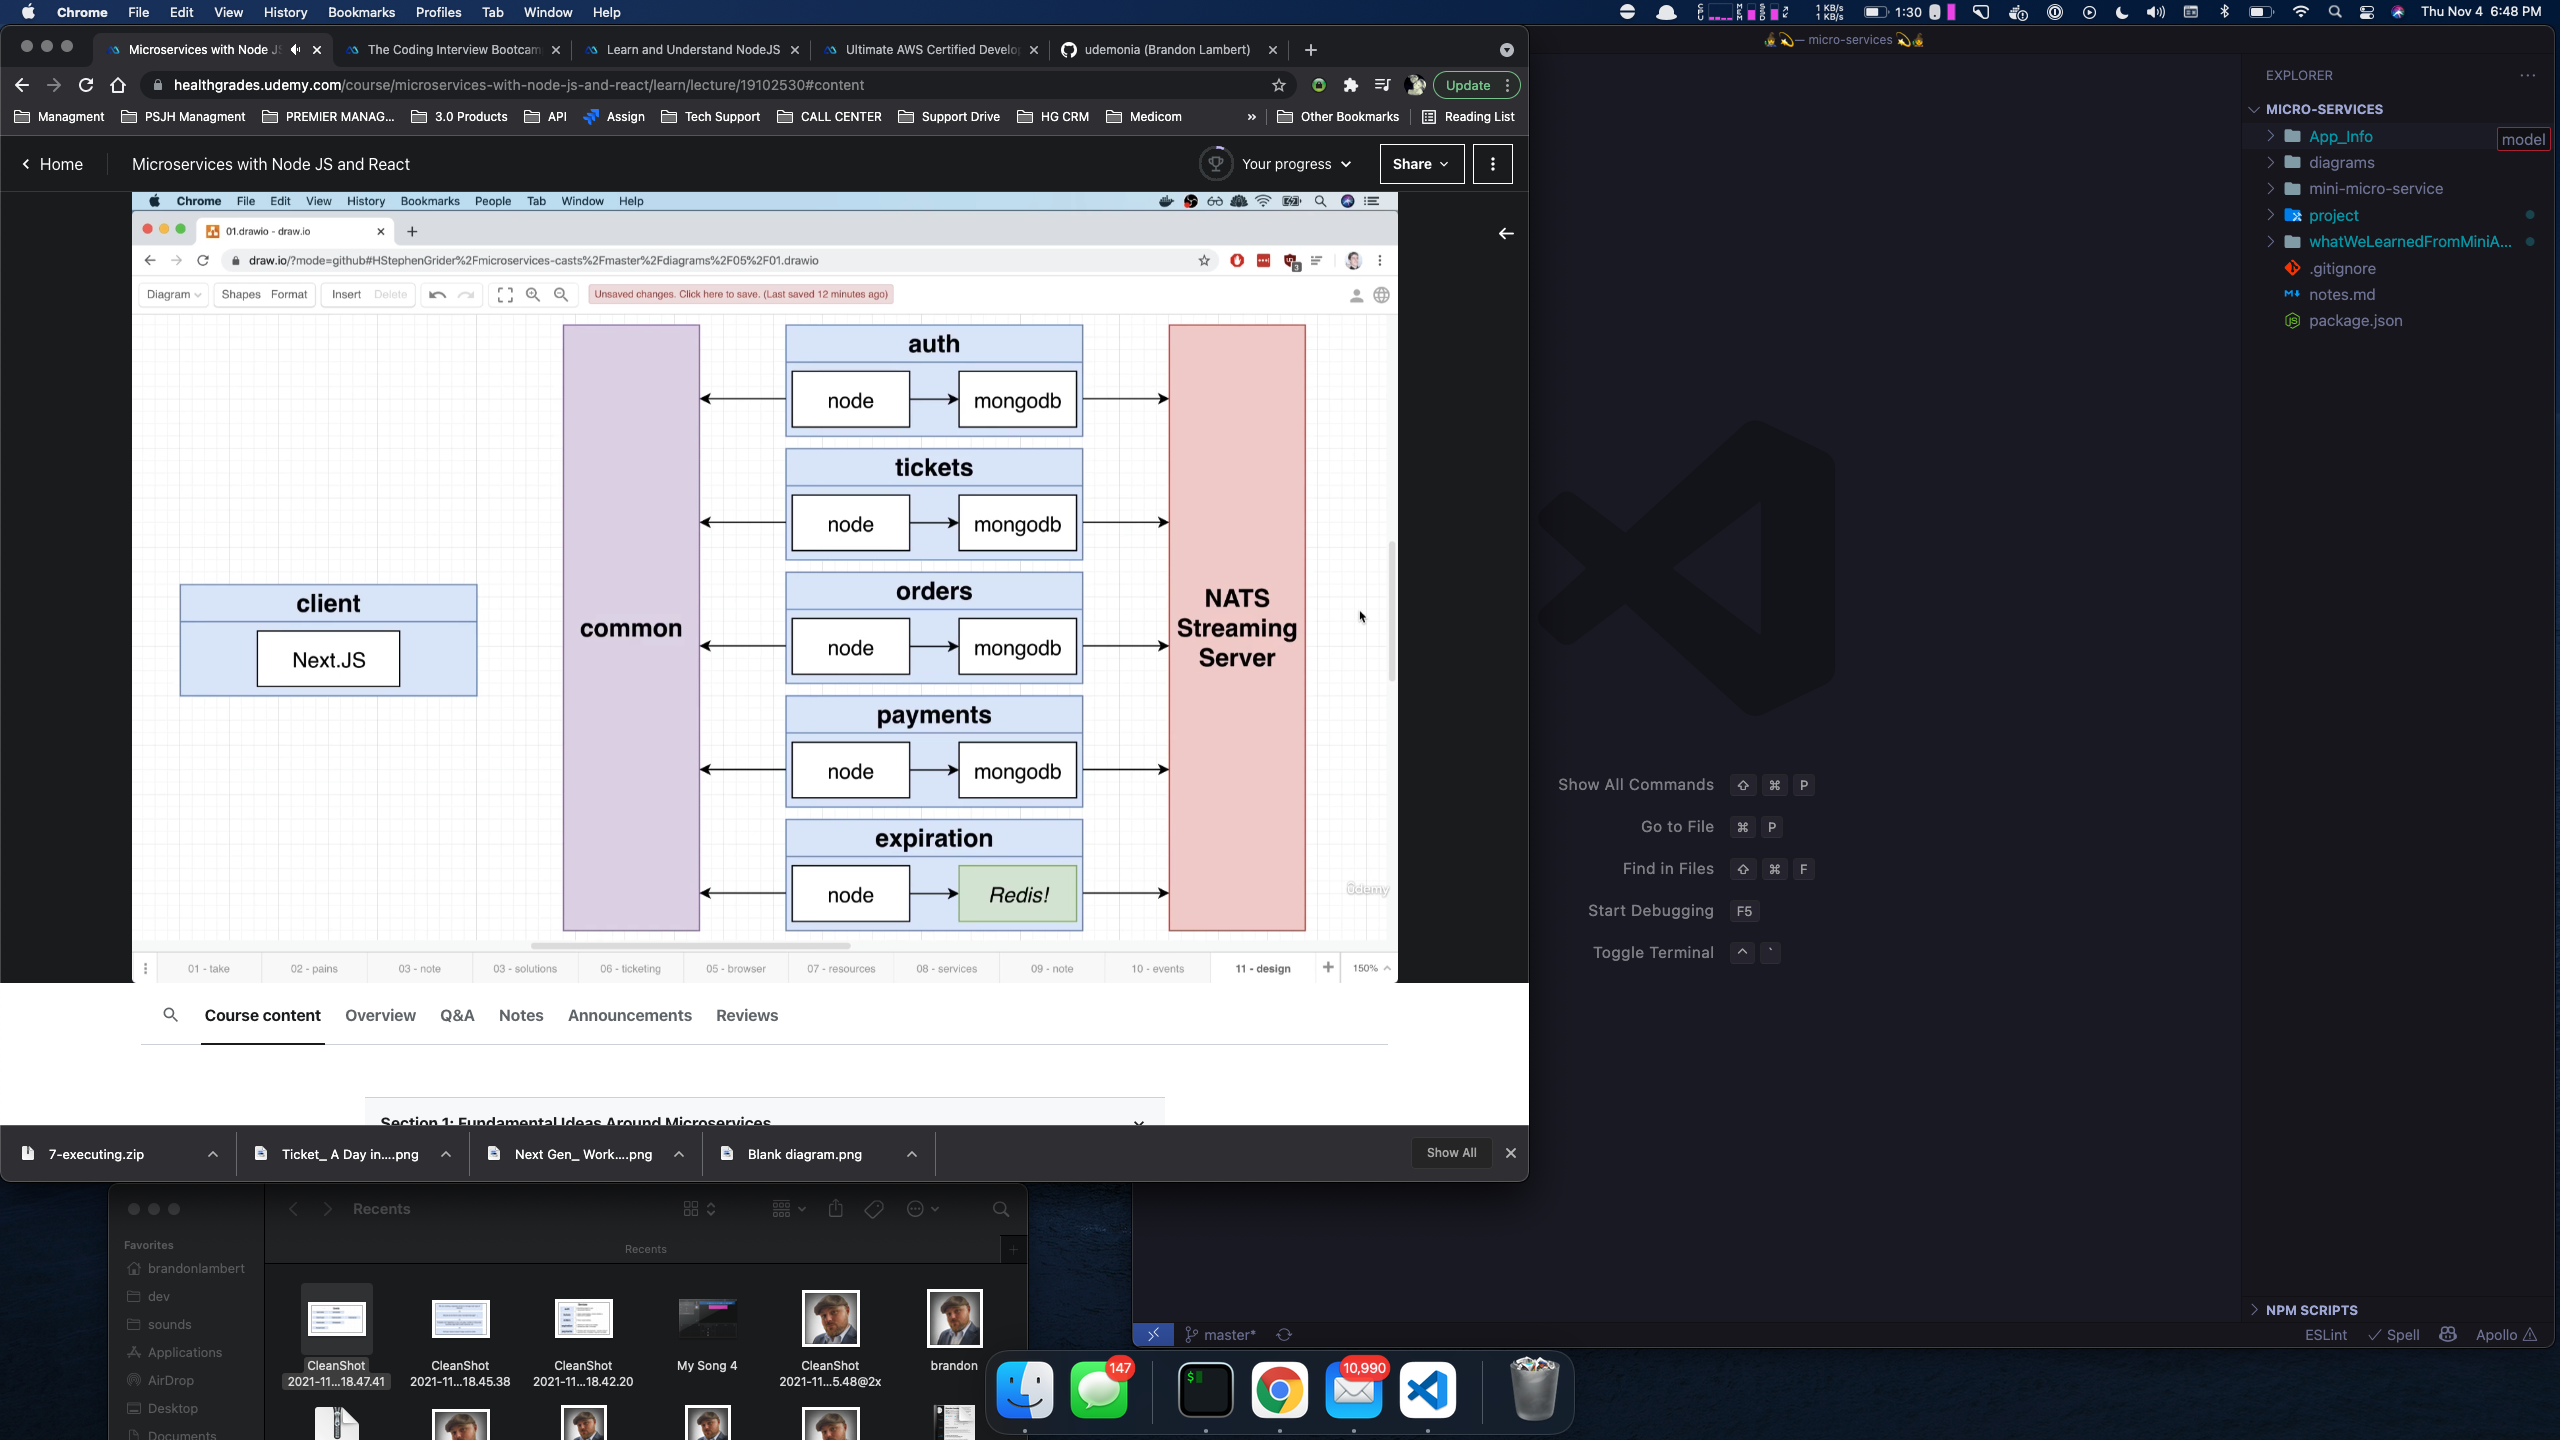 Chrome File Edit View History Bookmarks Profiles Tab Window Help
1 KB/s
1 KB/s
1:30
Thu Nov 4 6:48 PM
Microservices with Node JS
The Coding Interview Bootcam
Learn and Understand NodeJS
Ultimate AWS Certified Develop
udemonia (Brandon Lambert)
healthgrades.udemy.com/course/microservices-with-node-js-and-react/learn/lecture/19102530#content
Update
Managment PSJH Managment PREMIER MANAG... 3.0 Products API Assign Tech Support CALL CENTER Support Drive HG CRM Medicom » Other Bookmarks Reading List
Home
Microservices with Node JS and React
Your progress
Share
Chrome File Edit View History Bookmarks People Tab Window Help
01.drawio - draw.io
draw.io/?mode=github#HStephenGrider%2Fmicroservices-casts%2Fmaster%2Fdiagrams%2F05%2F01.drawio
3
Diagram Shapes Format Insert Delete
Unsaved changes. Click here to save. (Last saved 12 minutes ago)
client
Next.JS
common
auth
node
mongodb
tickets
node
mongodb
orders
node
mongodb
payments
node
mongodb
expiration
node
Redis!
NATS
Streaming
Server
ûdemy
01 - take 02 - pains 03 - note 03 - solutions 06 - ticketing 05 - browser 07 - resources 08 - services 09 - note 10 - events 11 - design
150%
Course content Overview Q&A Notes Announcements Reviews
Section 1: Fundamental Ideas Around Microservices
7-executing.zip
Ticket_ A Day in....png
Next Gen_ Work....png
Blank diagram.png
Show All
Recents
Recents
Favorites
brandonlambert
dev
sounds
Applications
AirDrop
Desktop
Documents
CleanShot
2021-11...18.47.41
CleanShot
2021-11...18.45.38
CleanShot
2021-11...18.42.20
My Song 4
CleanShot
2021-11...5.48@2x
brandon
— micro-services
EXPLORER
MICRO-SERVICES
App_Info
model
diagrams
mini-micro-service
project
whatWeLearnedFromMiniA...
.gitignore
notes.md
package.json
Show All Commands ⇧ ⌘ P
Go to File ⌘ P
Find in Files ⇧ ⌘ F
Start Debugging F5
Toggle Terminal ^ `
NPM SCRIPTS
master*
ESLint
Spell
Apollo
147
10,990